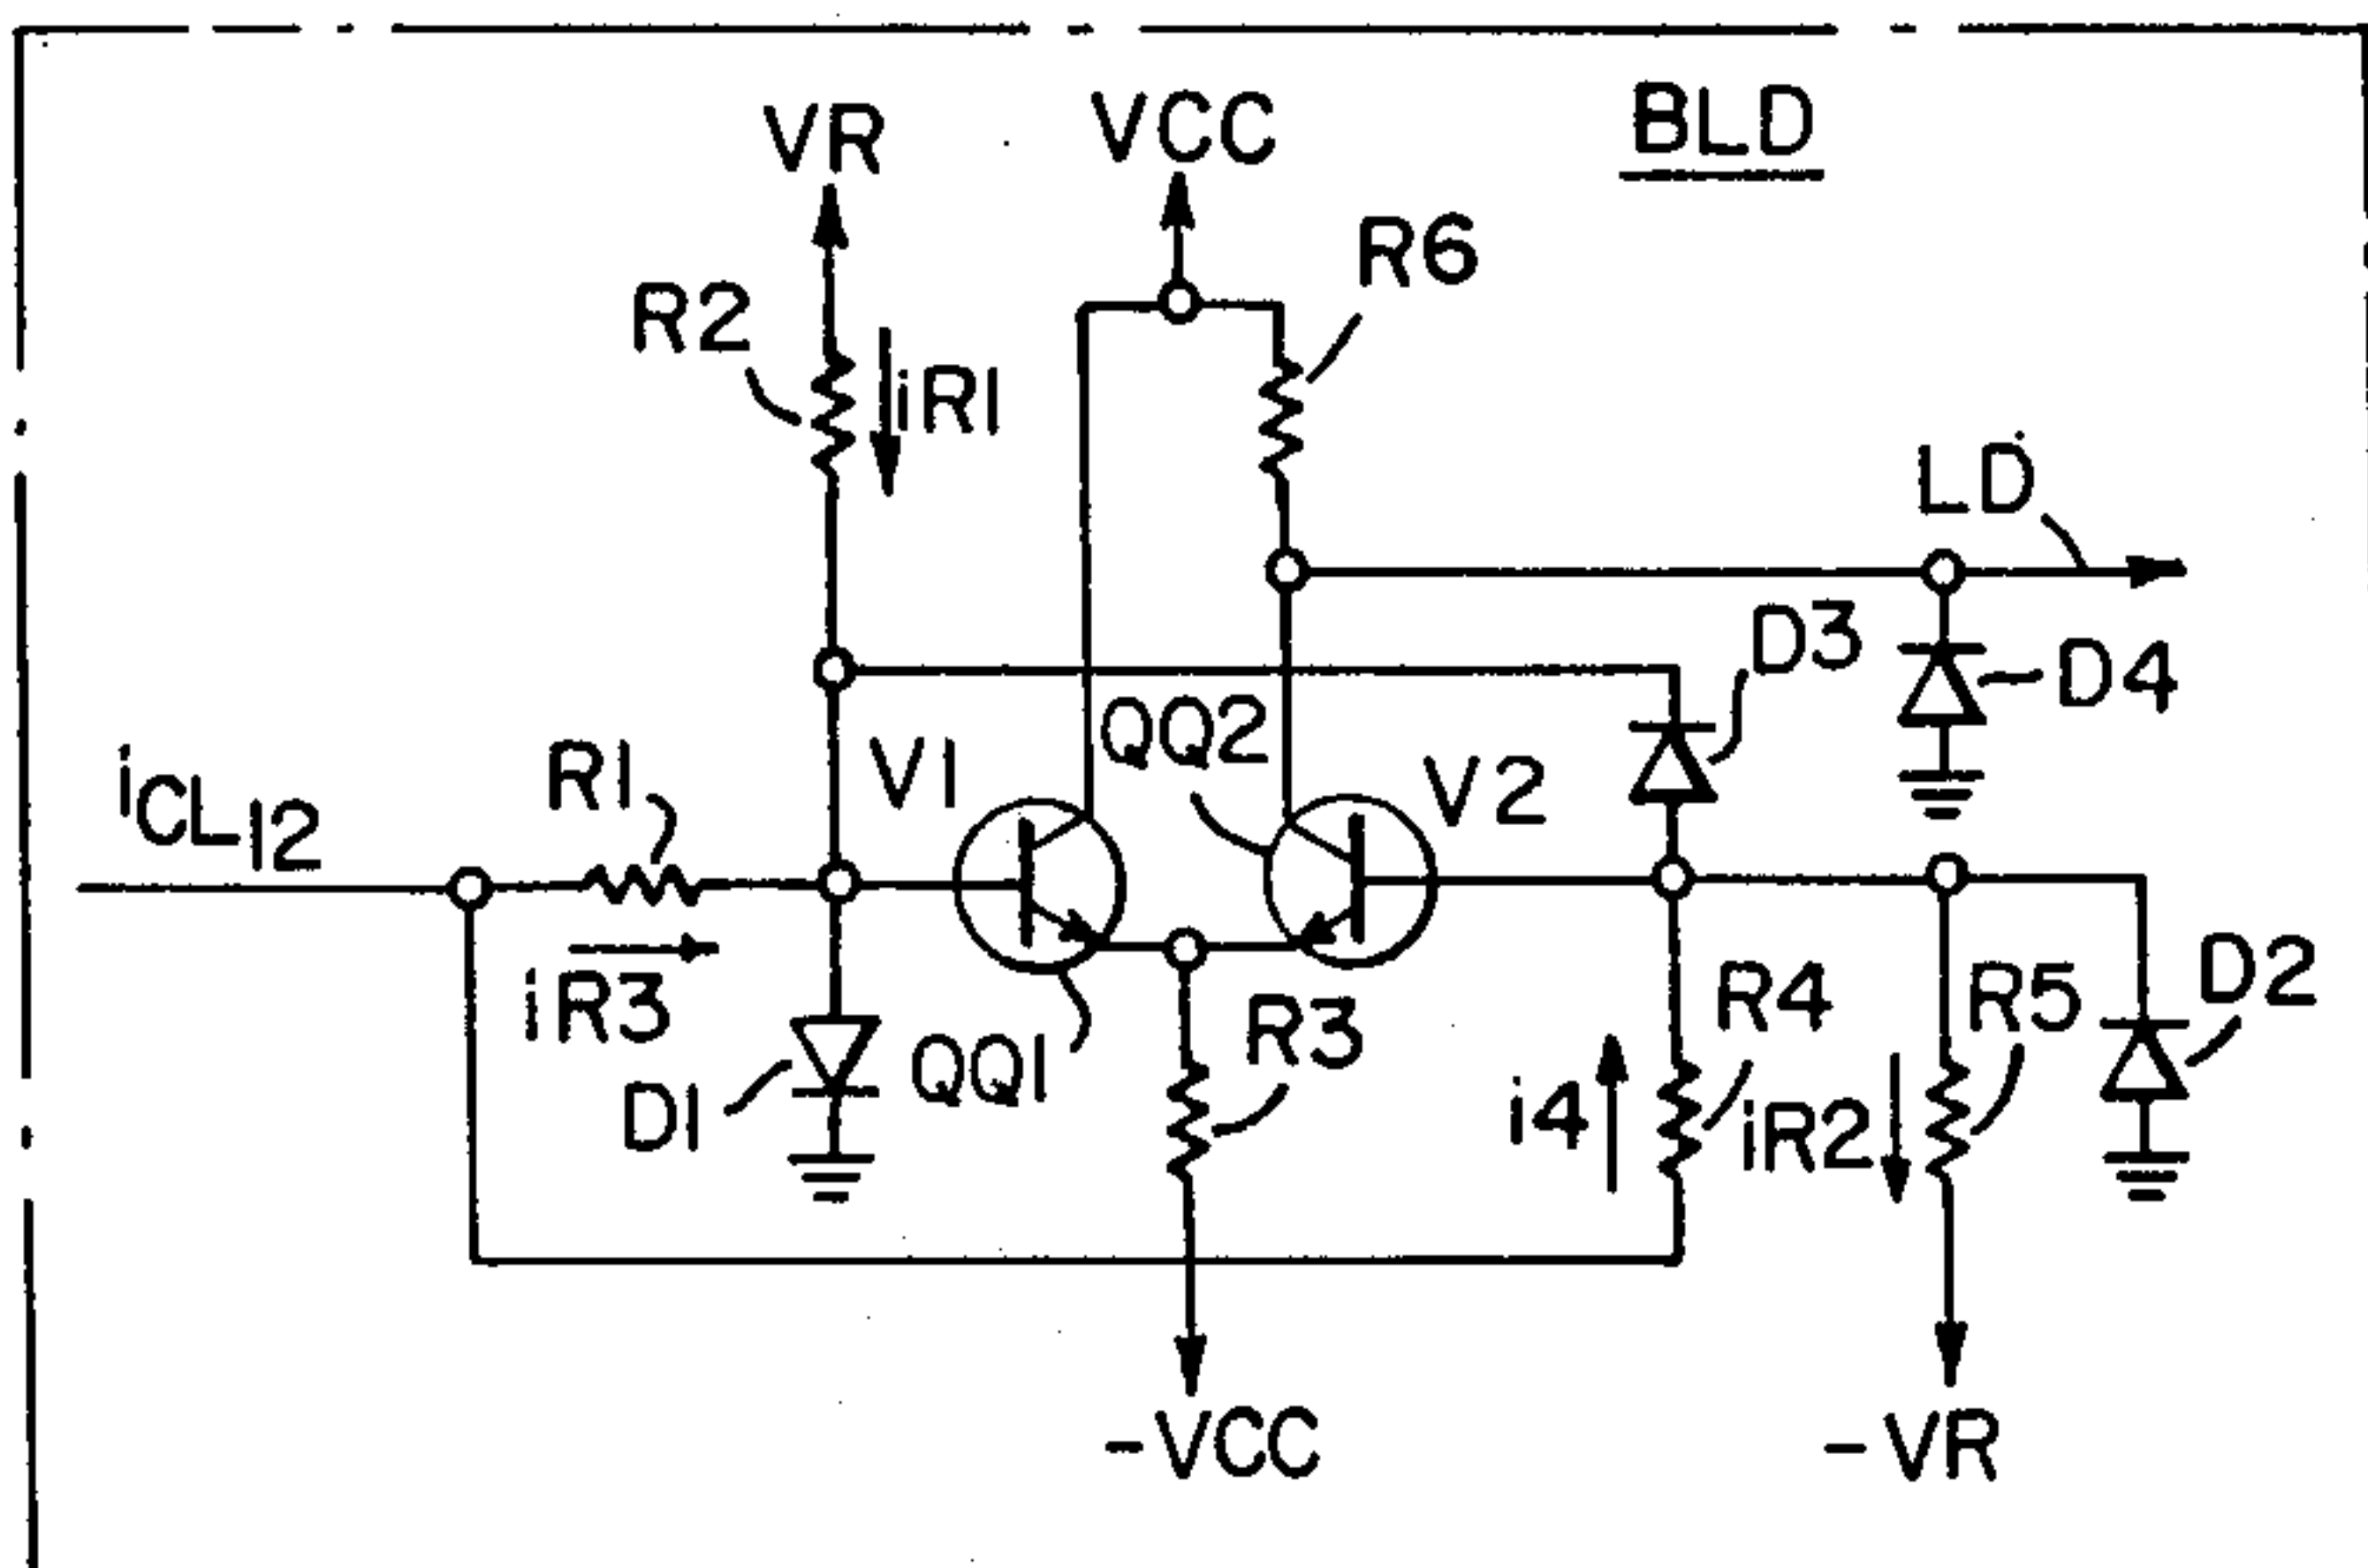 VR
VCC
BLD
R6
R2
iR1
LD
D3
D4
QQ2
R1
V1
V2
iCL12
iR3
D1
QQ1
R3
R4
R5
D2
i4
iR2
-VCC
-VR